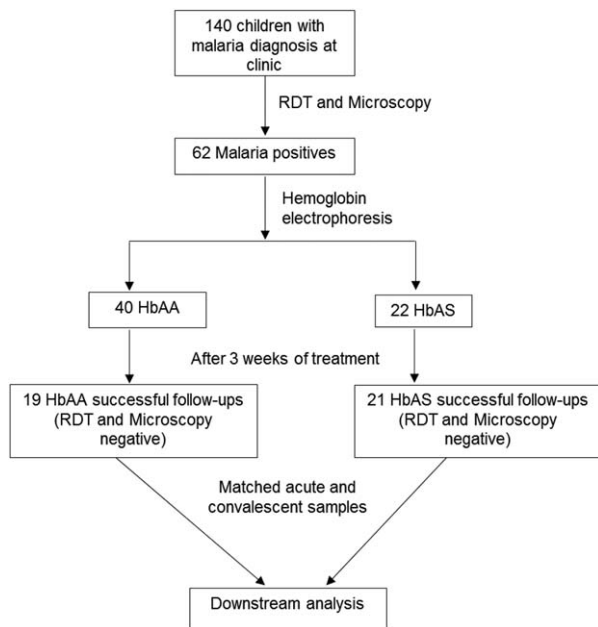 140 children with
malaria diagnosis at
clinic
RDT and Microscopy
62 Malaria positives
Hemoglobin
electrophoresis
40 HbAA
22 HbAS
After 3 weeks of treatment
19 HbAA successful follow-ups
(RDT and Microscopy
negative)
21 HbAS successful follow-ups
(RDT and Microscopy
negative)
Matched acute and
convalescent samples
Downstream analysis